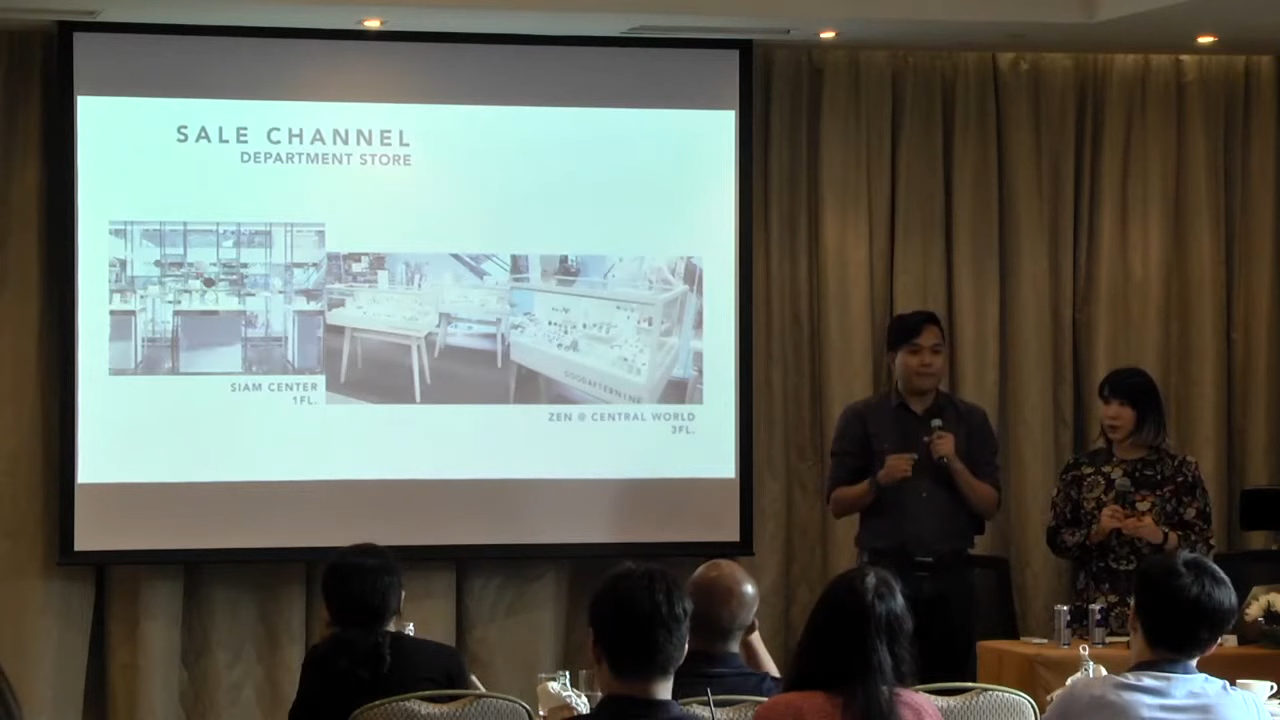 SALE CHANNEL
DEPARTMENT STORE
GOODAFTERNINE
SIAM CENTER
1FL.
ZEN @ CENTRAL WORLD
3FL.